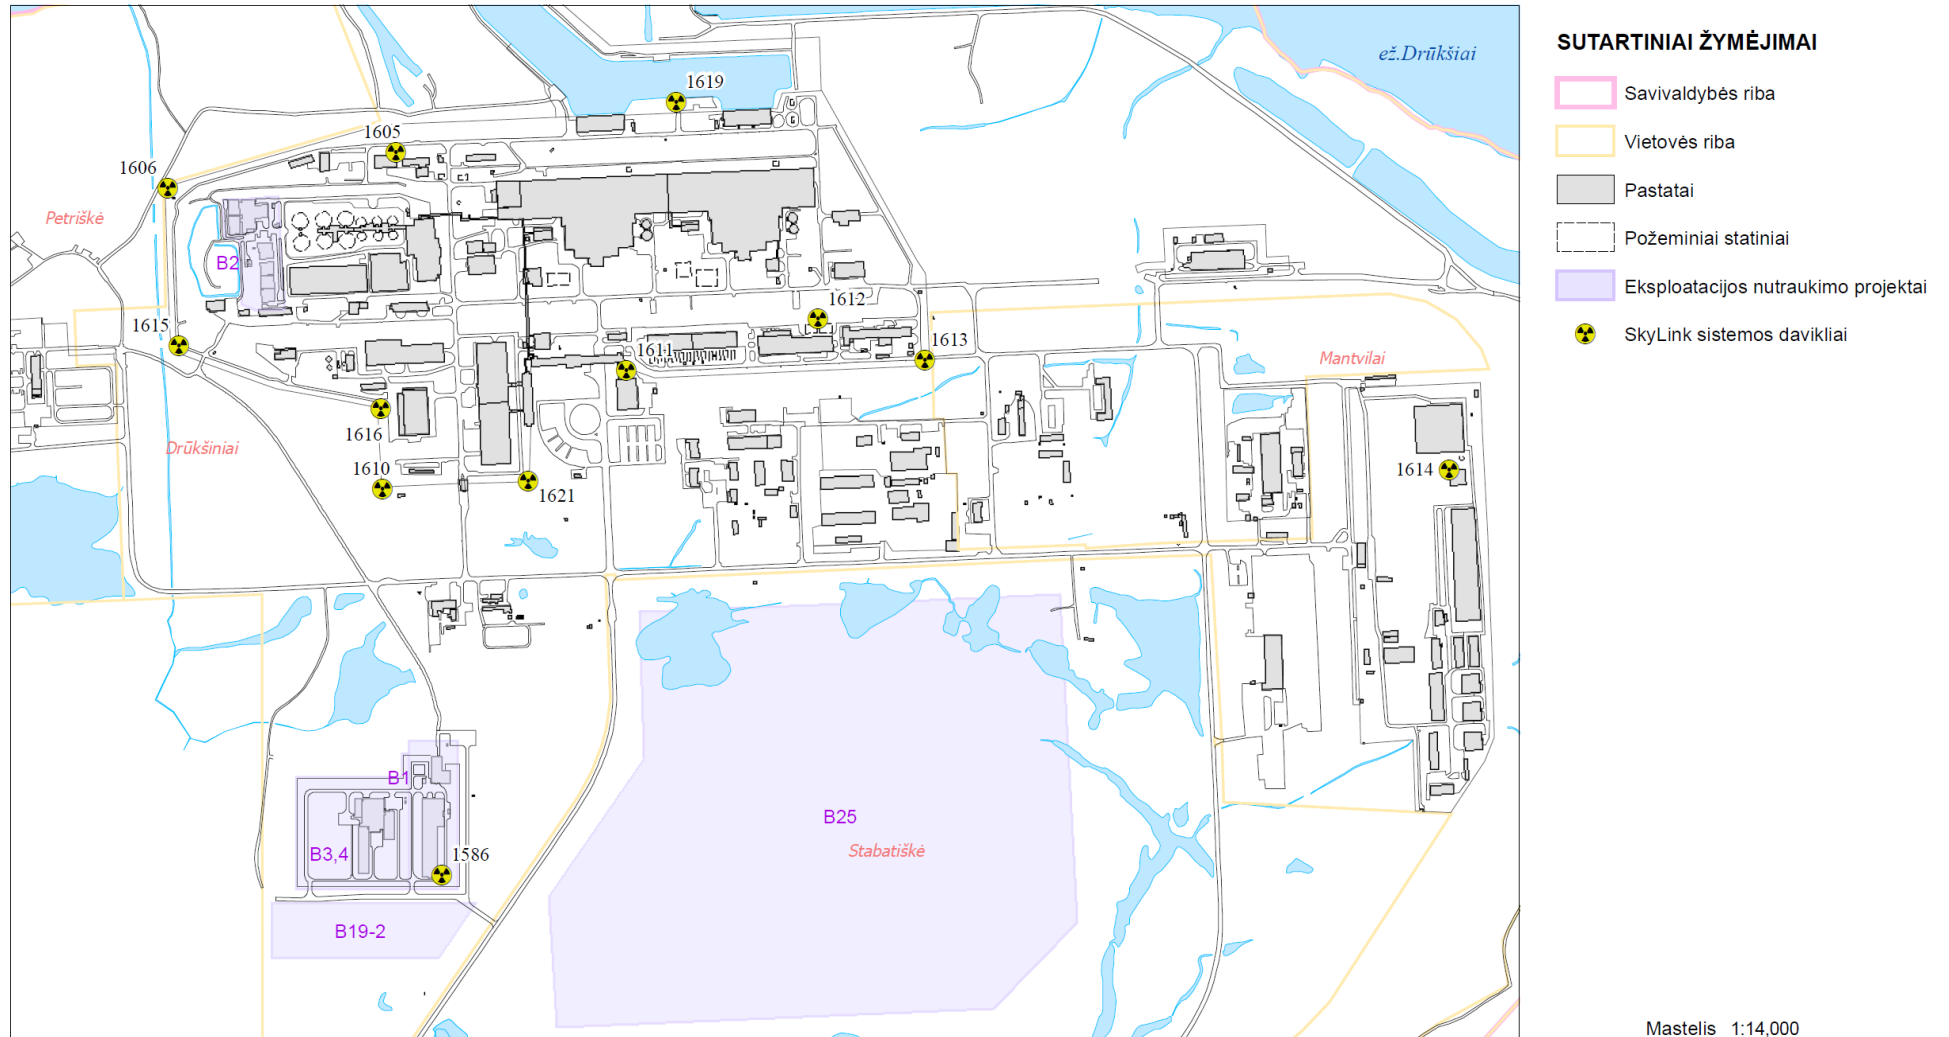 ež.Drūkšiai
1619
1605
1606
Petriškė
B2
1612
1615
1611
1613
Mantvilai
1616
Drūkšiniai
1610
1614
1621
B1
B25
Stabatiškė
B3,4
1586
B19-2
SUTARTINIAI ŽYMĖJIMAI
Savivaldybės riba
Vietovės riba
Pastatai
Požeminiai statiniai
Eksploatacijos nutraukimo projektai
SkyLink sistemos davikliai
Mastelis 1:14,000